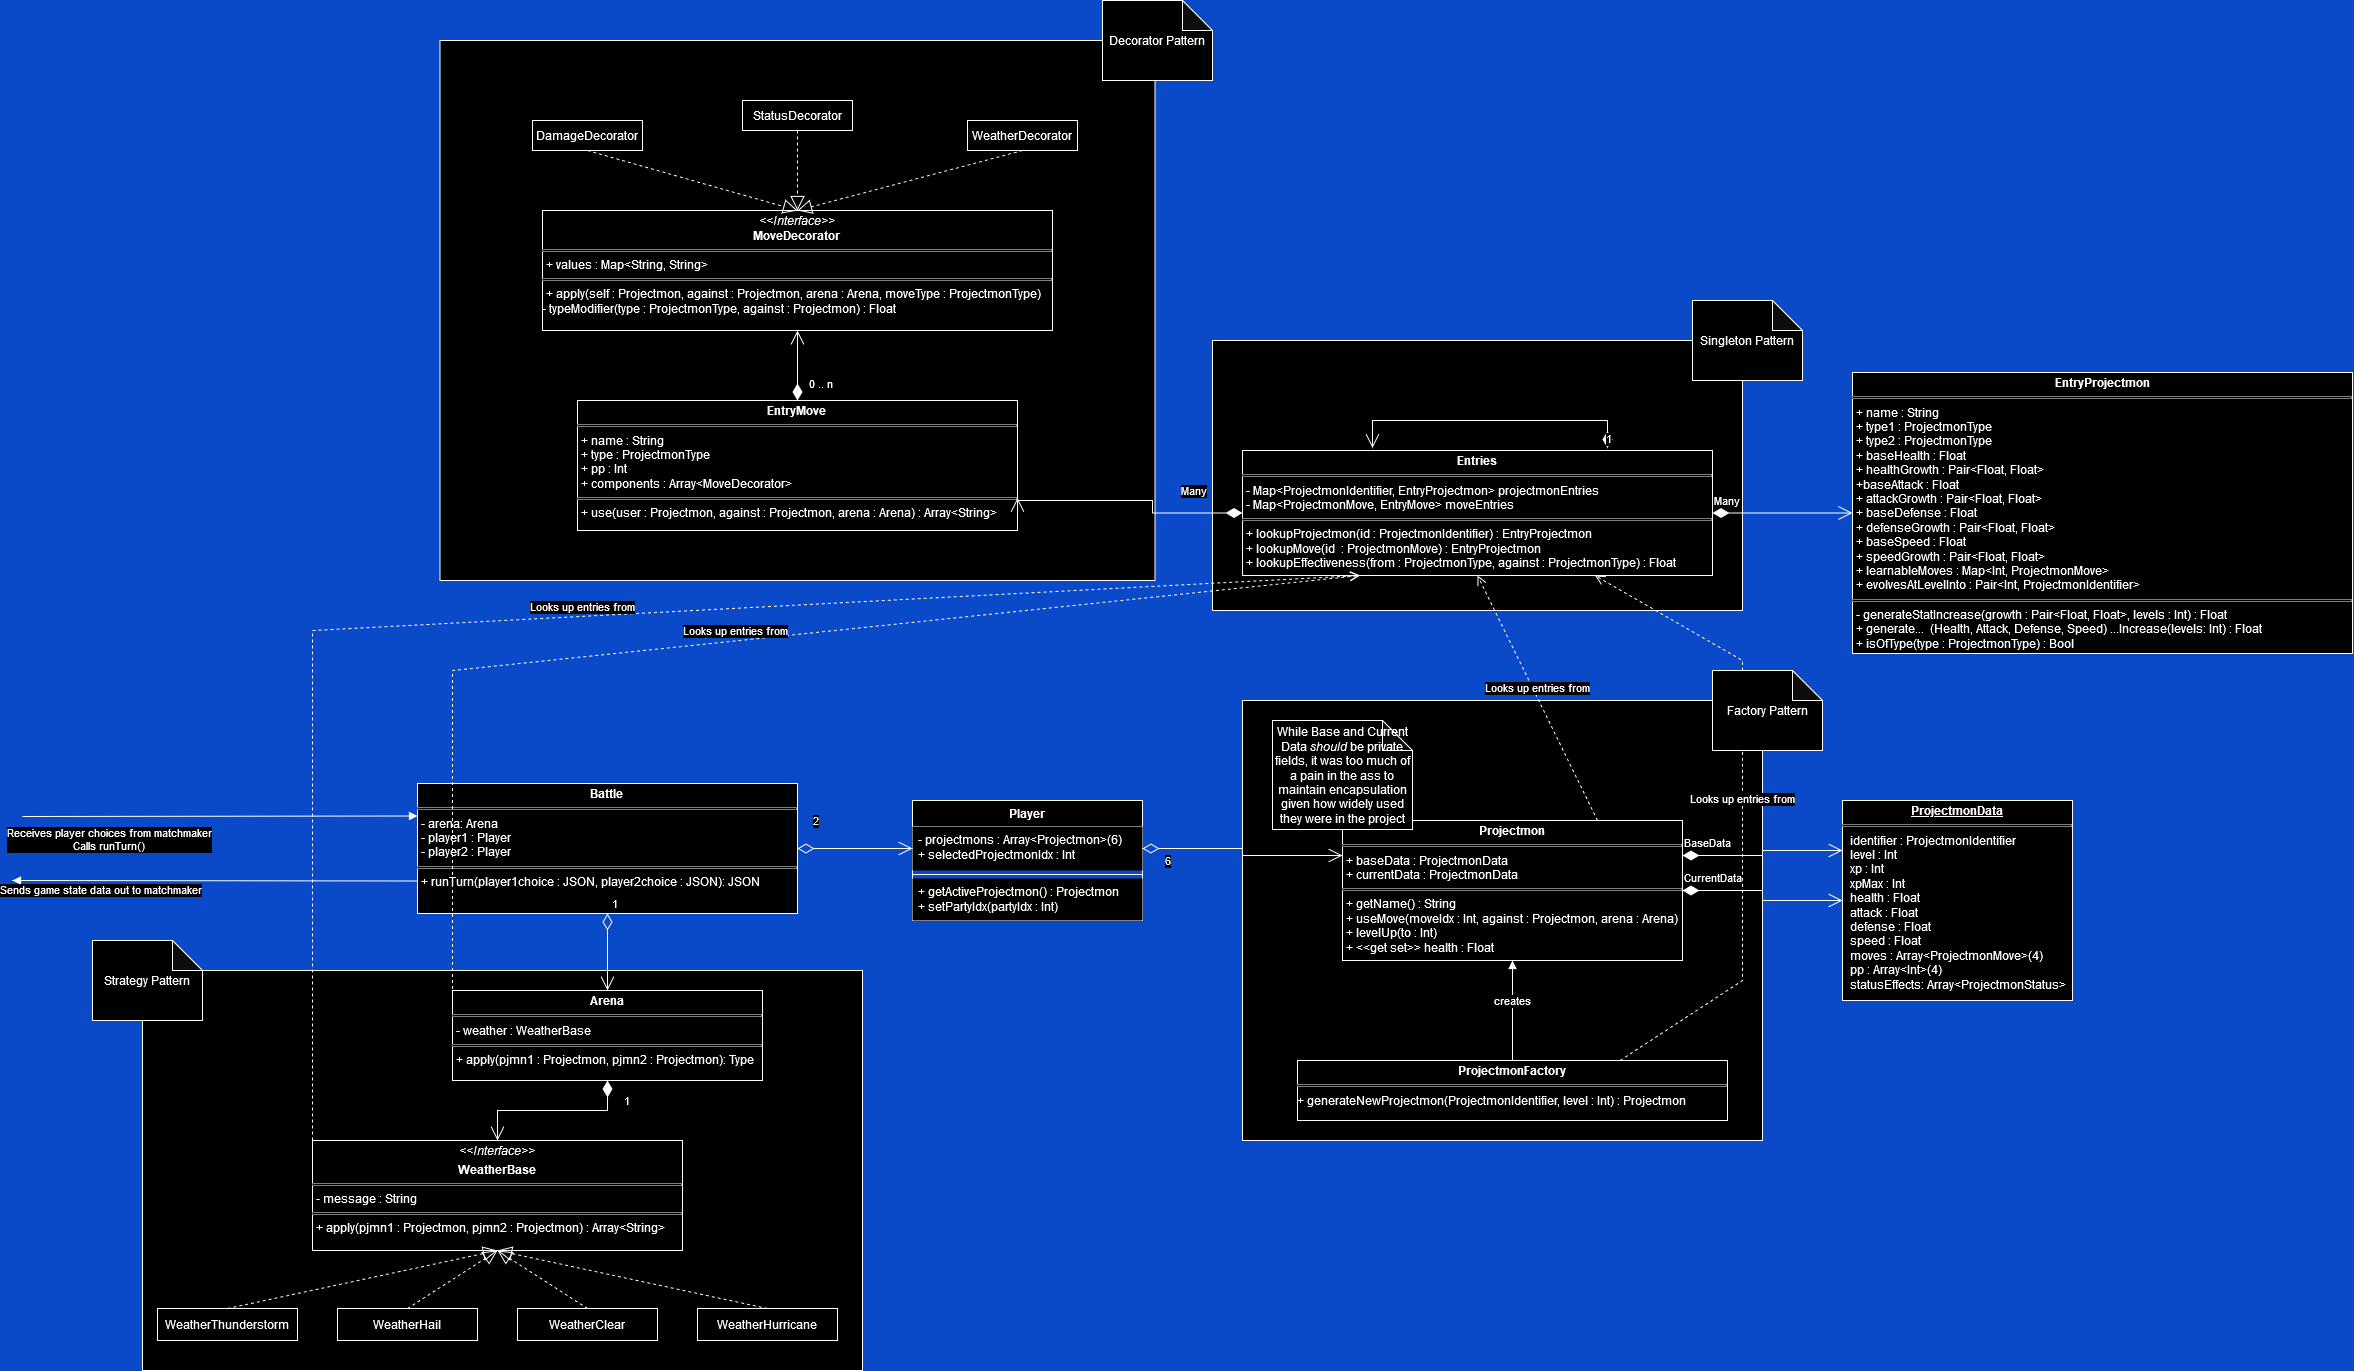 Decorator Pattern
StatusDecorator
DamageDecorator
WeatherDecorator
<<Interface>>
MoveDecorator
+ values : Map<String, String>
+ apply(self : Projectmon, against : Projectmon, arena : Arena, moveType : ProjectmonType)
- typeModifier(type : ProjectmonType, against : Projectmon) : Float
0 .. n
EntryMove
+ name : String
+ type : ProjectmonType
+ pp : Int
+ components : Array<MoveDecorator>
+ use(user : Projectmon, against : Projectmon, arena : Arena) : Array<String>
Singleton Pattern
1
Entries
- Map<ProjectmonIdentifier, EntryProjectmon> projectmonEntries
- Map<ProjectmonMove, EntryMove> moveEntries
+ lookupProjectmon(id : ProjectmonIdentifier) : EntryProjectmon
+ lookupMove(id  : ProjectmonMove) : EntryProjectmon
+ lookupEffectiveness(from : ProjectmonType, against : ProjectmonType) : Float
Many
Many
EntryProjectmon
+ name : String
+ type1 : ProjectmonType
+ type2 : ProjectmonType
+ baseHealth : Float
+ healthGrowth : Pair<Float, Float>
+baseAttack : Float
+ attackGrowth : Pair<Float, Float>
+ baseDefense : Float
+ defenseGrowth : Pair<Float, Float>
+ baseSpeed : Float
+ speedGrowth : Pair<Float, Float>
+ learnableMoves : Map<Int, ProjectmonMove>
+ evolvesAtLevelInto : Pair<Int, ProjectmonIdentifier>
- generateStatIncrease(growth : Pair<Float, Float>, levels : Int) : Float
+ generate...  (Health, Attack, Defense, Speed) ...Increase(levels: Int) : Float
+ isOfType(type : ProjectmonType) : Bool
Looks up entries from
Looks up entries from
Looks up entries from
Factory Pattern
While Base and Current
Data should be private
fields, it was too much of
a pain in the ass to
maintain encapsulation
given how widely used
they were in the project
Looks up entries from
Battle
- arena: Arena
- player1 : Player
- player2 : Player
+ runTurn(player1choice : JSON, player2choice : JSON): JSON
Receives player choices from matchmaker
Calls runTurn()
Sends game state data out to matchmaker
2
1
Player
- projectmons : Array<Projectmon>(6)
+ selectedProjectmonIdx : Int
+ getActiveProjectmon() : Projectmon
+ setPartyIdx(partyIdx : Int)
6
Projectmon
+ baseData : ProjectmonData
+ currentData : ProjectmonData
+ getName() : String
+ useMove(moveIdx : Int, against : Projectmon, arena : Arena)
+ levelUp(to : Int)
+ <<get set>> health : Float
BaseData
CurrentData
ProjectmonData
identifier : ProjectmonIdentifier
level : Int
xp : Int
xpMax : Int
health : Float
attack : Float
defense : Float
speed : Float
moves : Array<ProjectmonMove>(4)
pp : Array<Int>(4)
statusEffects: Array<ProjectmonStatus>
creates
ProjectmonFactory
+ generateNewProjectmon(ProjectmonIdentifier, level : Int) : Projectmon
Strategy Pattern
Arena
- weather : WeatherBase
+ apply(pjmn1 : Projectmon, pjmn2 : Projectmon): Type
1
<<Interface>>
WeatherBase
- message : String
+ apply(pjmn1 : Projectmon, pjmn2 : Projectmon) : Array<String>
WeatherThunderstorm
WeatherHail
WeatherClear
WeatherHurricane